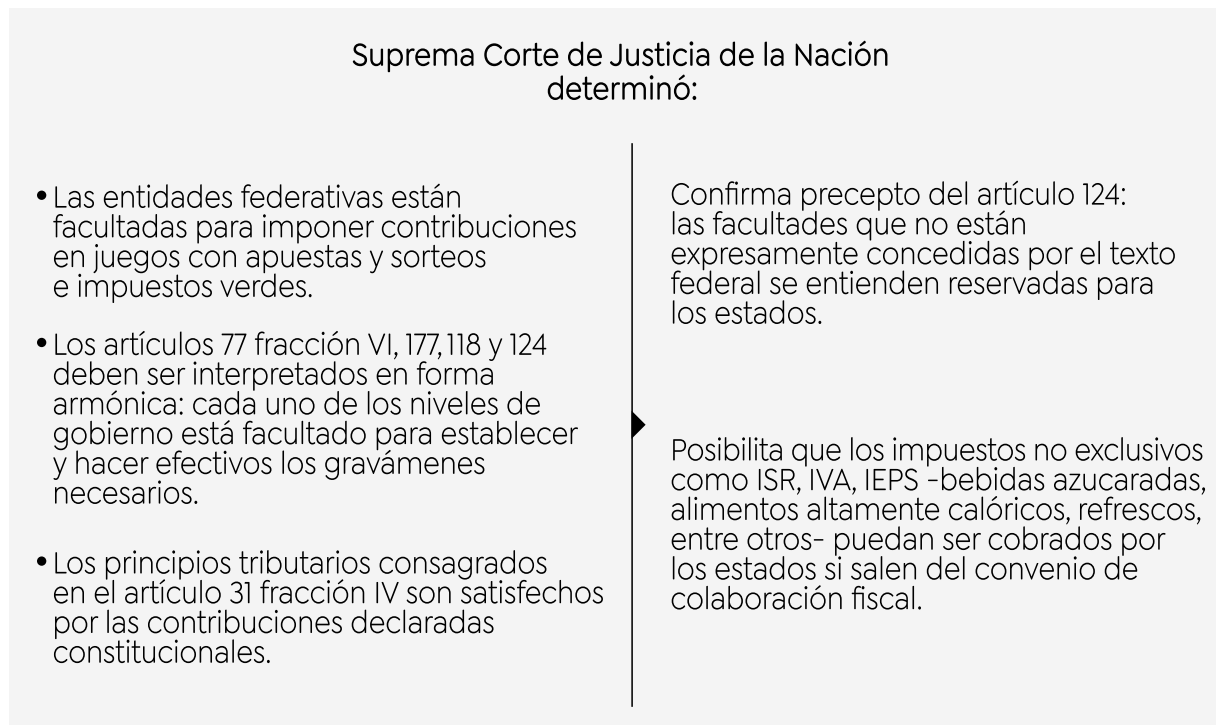 Suprema Corte de Justicia de la Nación
determinó:
• Las entidades federativas están
facultadas para imponer contribuciones
en juegos con apuestas y sorteos
e impuestos verdes.
• Los artículos 77 fracción VI, 177, 118 y 124
deben ser interpretados en forma
armónica: cada uno de los niveles de
gobierno está facultado para establecer
y hacer efectivos los gravámenes
necesarios.
• Los principios tributarios consagrados
en el artículo 31 fracción IV son satisfechos
por las contribuciones declaradas
constitucionales.
Confirma precepto del artículo 124:
las facultades que no están
expresamente concedidas por el texto
federal se entienden reservadas para
los estados.
Posibilita que los impuestos no exclusivos
como ISR, IVA, IEPS -bebidas azucaradas,
alimentos altamente calóricos, refrescos,
entre otros- puedan ser cobrados por
los estados si salen del convenio de
colaboración fiscal.